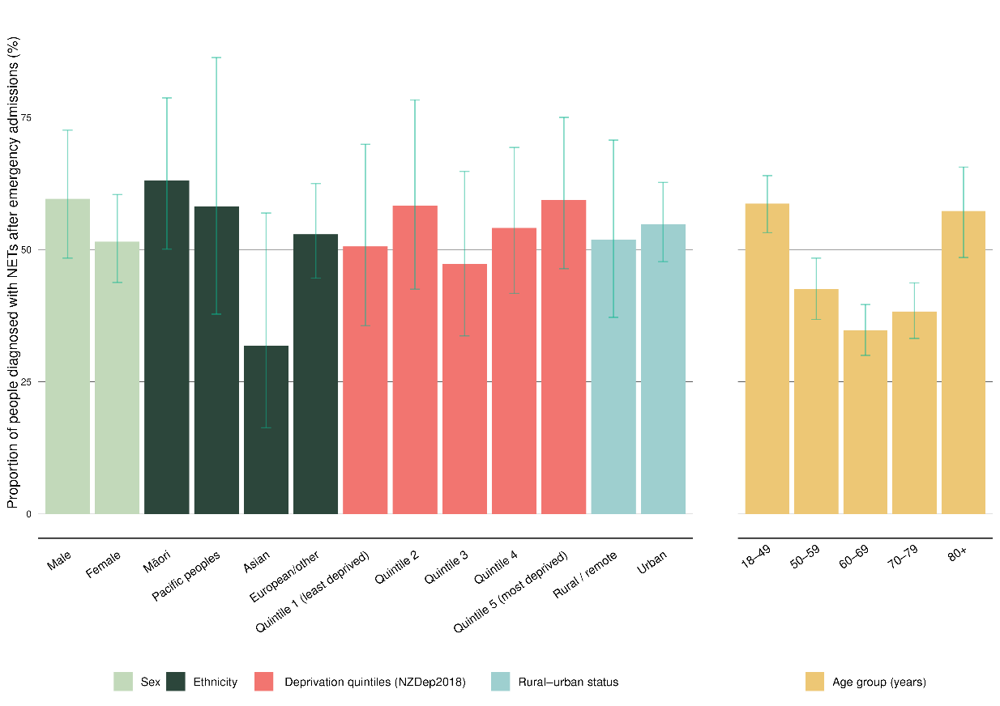 Proportion of people diagnosed with NETs after emergency admissions (%)
75
50
25
0
Male
Female
Māori
Pacific peoples
Asian
European/other
Quintile 1 (least deprived)
Quintile 2
Quintile 3
Quintile 4
Quintile 5 (most deprived)
Rural / remote
Urban
18–49
50–59
60–69
70–79
80+
Sex
Ethnicity
Deprivation quintiles (NZDep2018)
Rural–urban status
Age group (years)